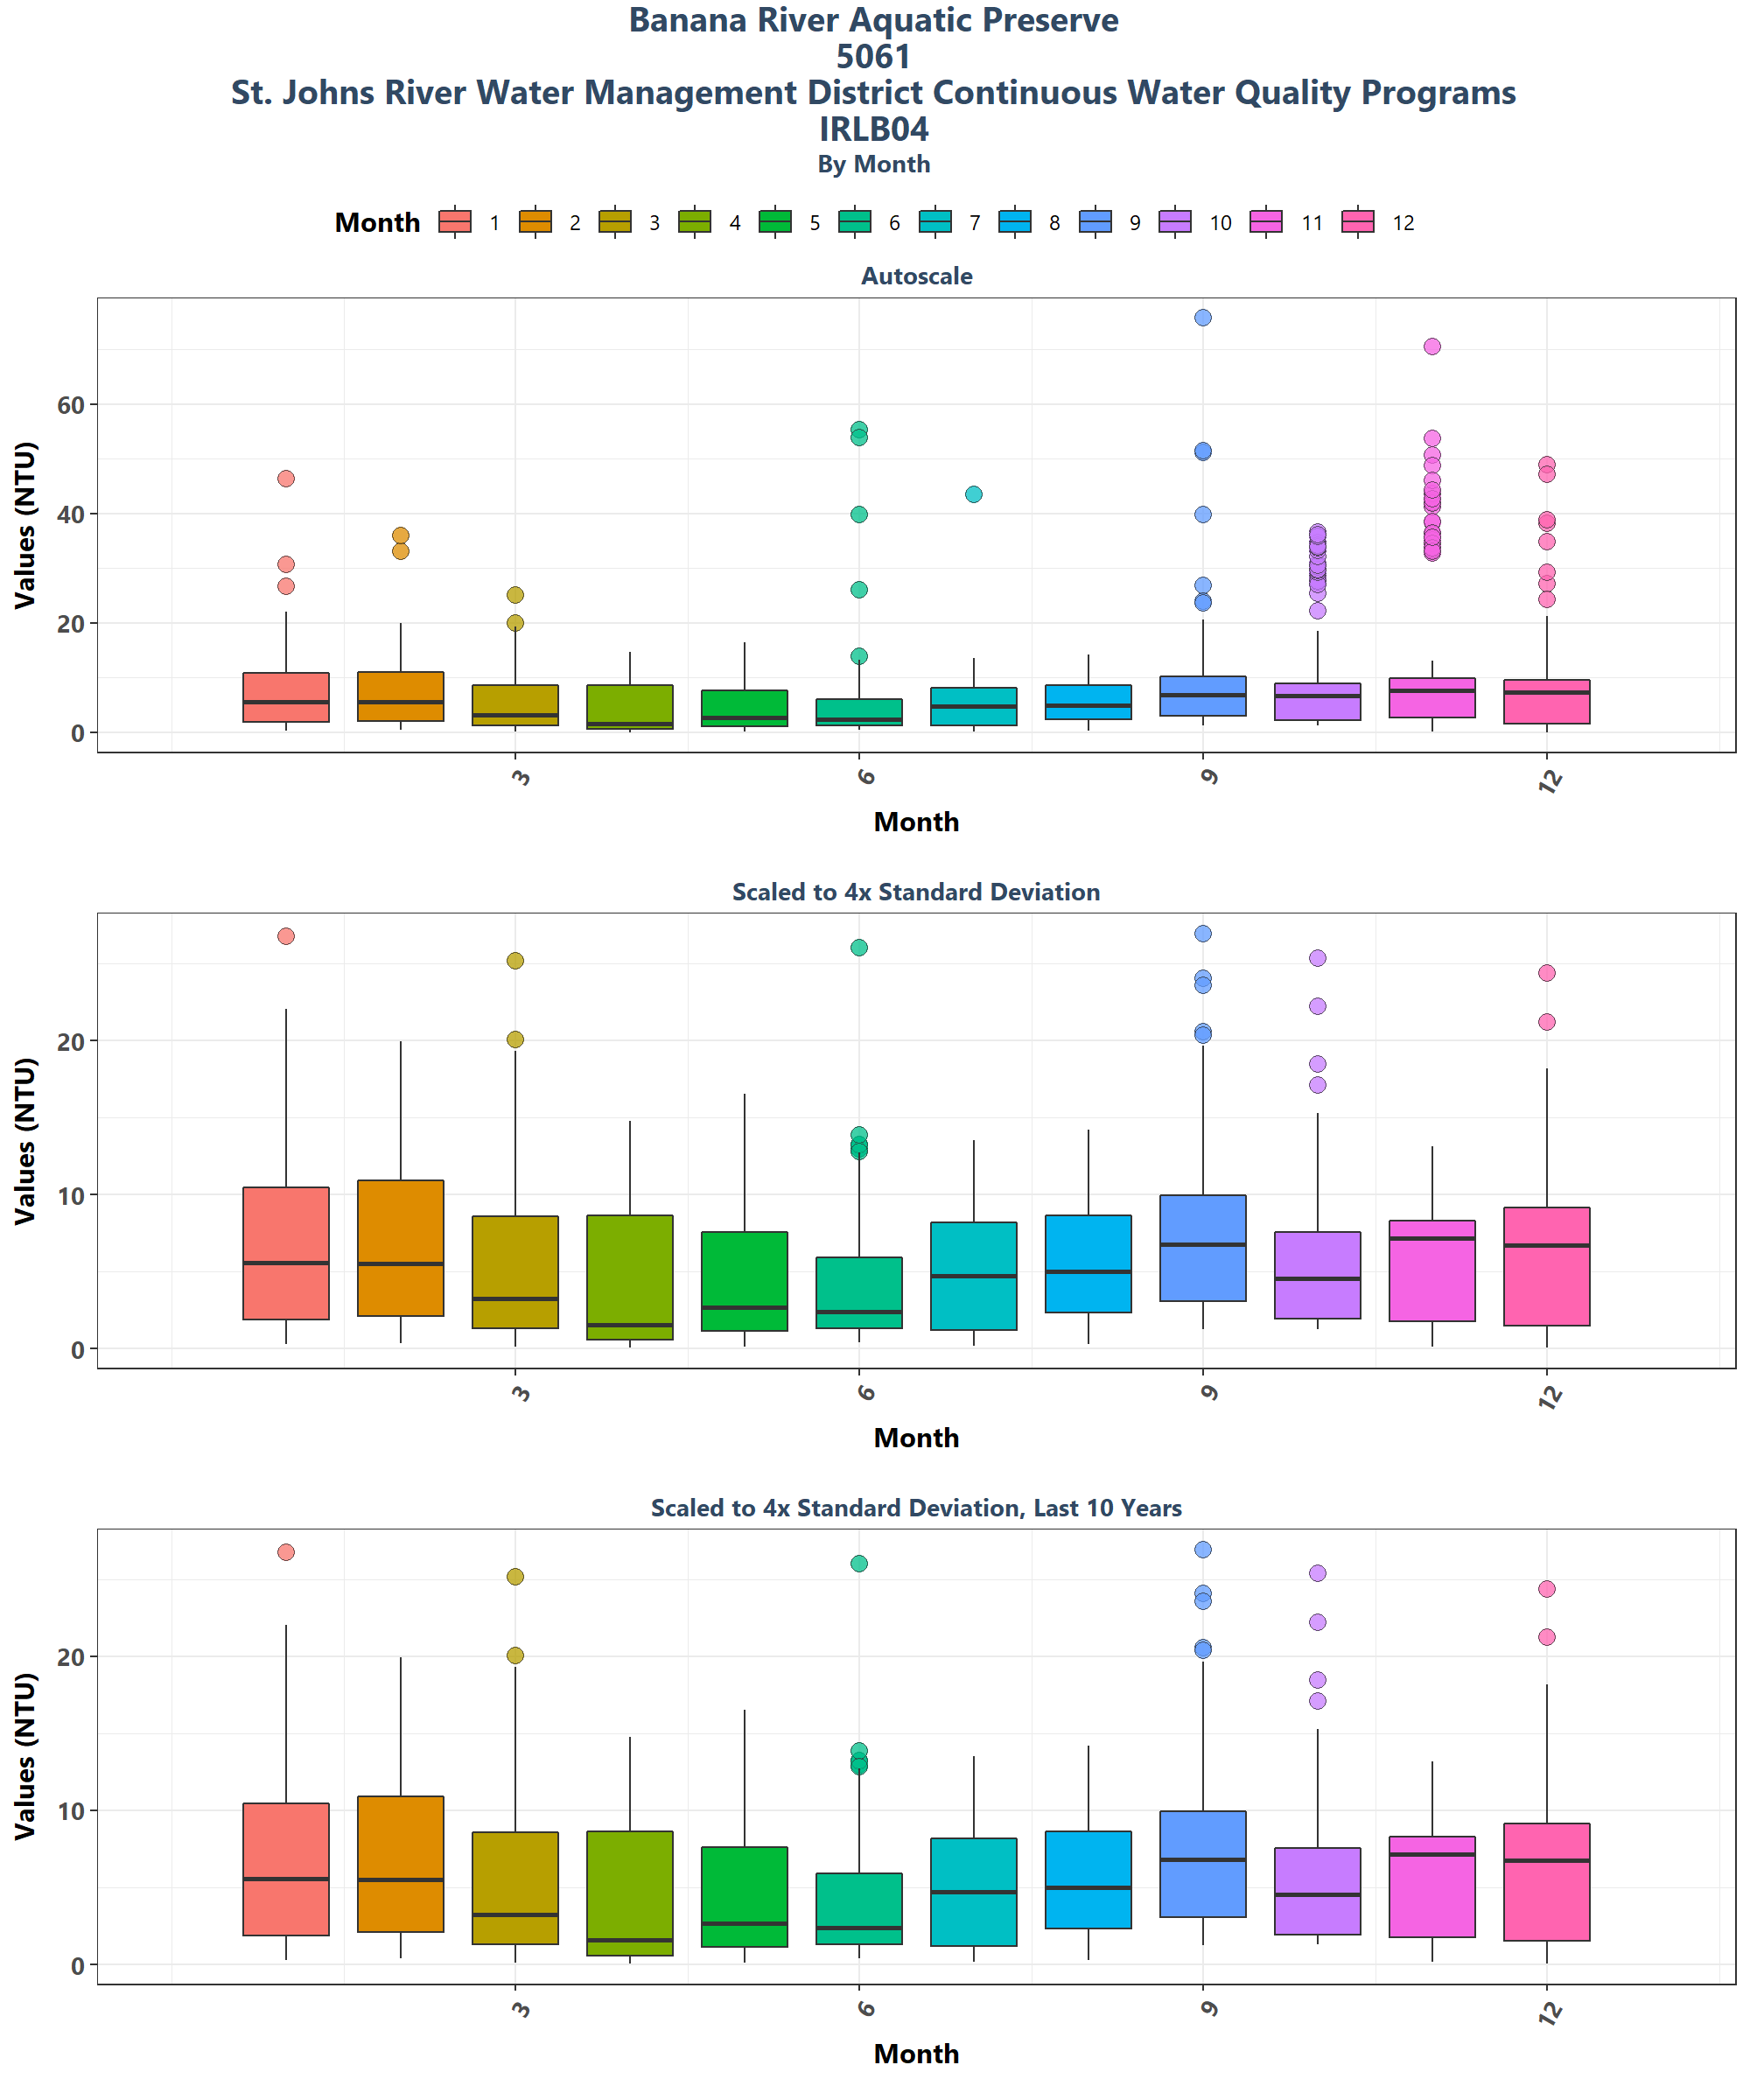 Banana River Aquatic Preserve
5061
St. Johns River Water Management District Continuous Water Quality Programs
IRLB04
By Month
Month 1 2 3 4 5 6 7 8 9 10 11 12
Autoscale
Values (NTU)
60
40
20
0
3 6 9 12
Month
Scaled to 4x Standard Deviation
Values (NTU)
20
10
0
3 6 9 12
Month
Scaled to 4x Standard Deviation, Last 10 Years
Values (NTU)
20
10
0
3 6 9 12
Month